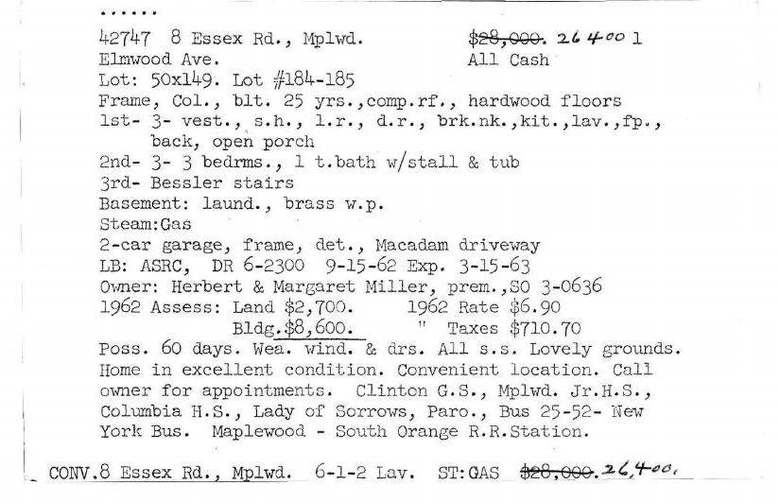 ......
42747 8 Essex Rd., Mplwd. $28,000. 26400 1
Elmwood Ave. All Cash
Lot: 50x149. Lot #184-185
Frame, Col., blt. 25 yrs.,comp.rf., hardwood floors
1st- 3- vest., s.h., l.r., d.r., brk.nk.,kit.,lav.,fp.,
back, open porch
2nd- 3- 3 bedrms., 1 t.bath w/stall & tub
3rd- Bessler stairs
Basement: laund., brass w.p.
Steam:Gas
2-car garage, frame, det., Macadam driveway
LB: ASRC, DR 6-2300 9-15-62 Exp. 3-15-63
Owner: Herbert & Margaret Miller, prem.,SO 3-0636
1962 Assess: Land $2,700. 1962 Rate $6.90
Bldg.$8,600. " Taxes $710.70
Poss. 60 days. Wea. wind. & drs. All s.s. Lovely grounds.
Home in excellent condition. Convenient location. Call
owner for appointments. Clinton G.S., Mplwd. Jr.H.S.,
Columbia H.S., Lady of Sorrows, Paro., Bus 25-52- New
York Bus. Maplewood - South Orange R.R.Station.
CONV.8 Essex Rd., Mplwd. 6-1-2 Lav. ST:GAS $28,000. 26,400.